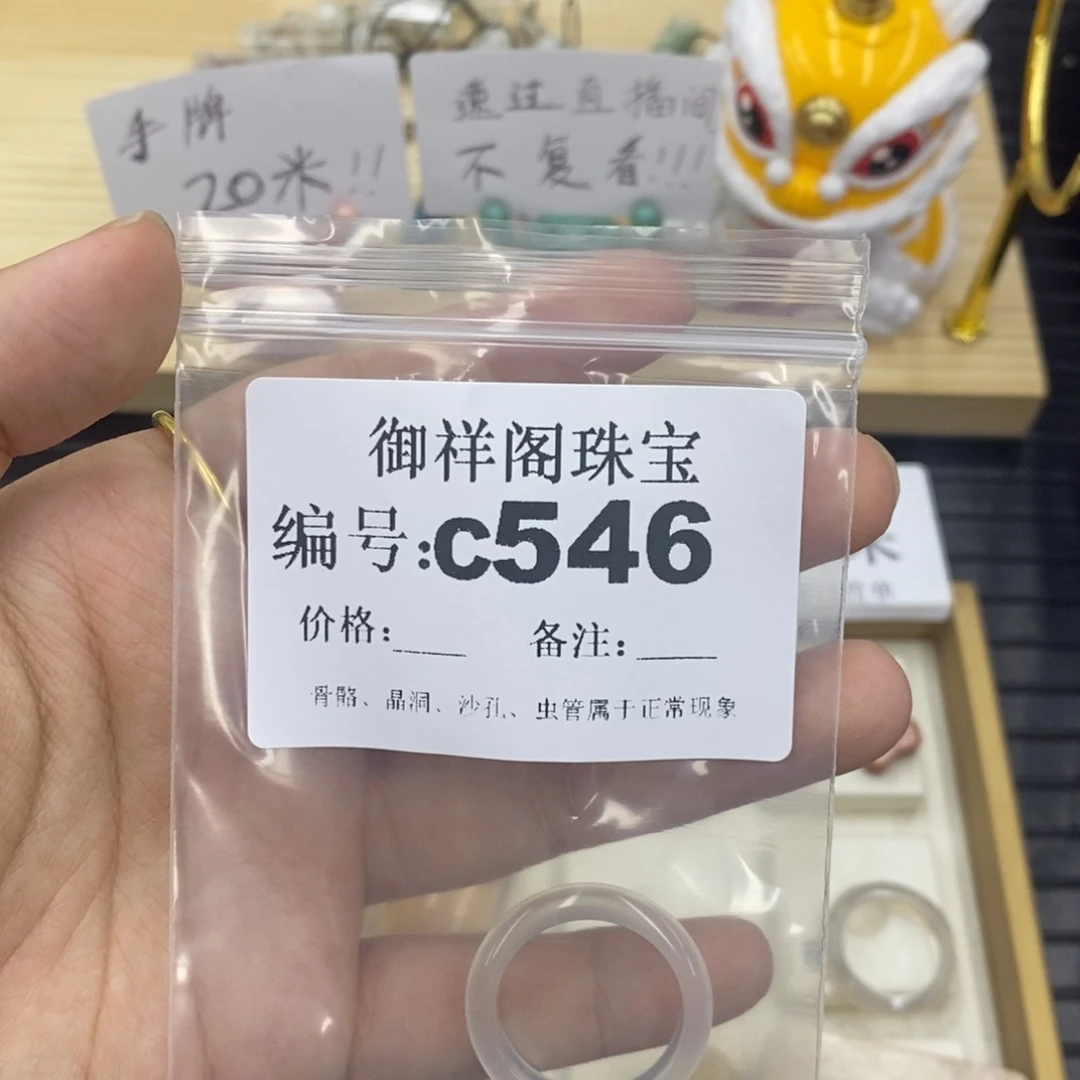 手牌
20米!!
速过直播间
不复看!!!
御祥阁珠宝
编号:c546
价格:____ 备注:____
骨骼、晶洞、沙孔、虫管属于正常现象